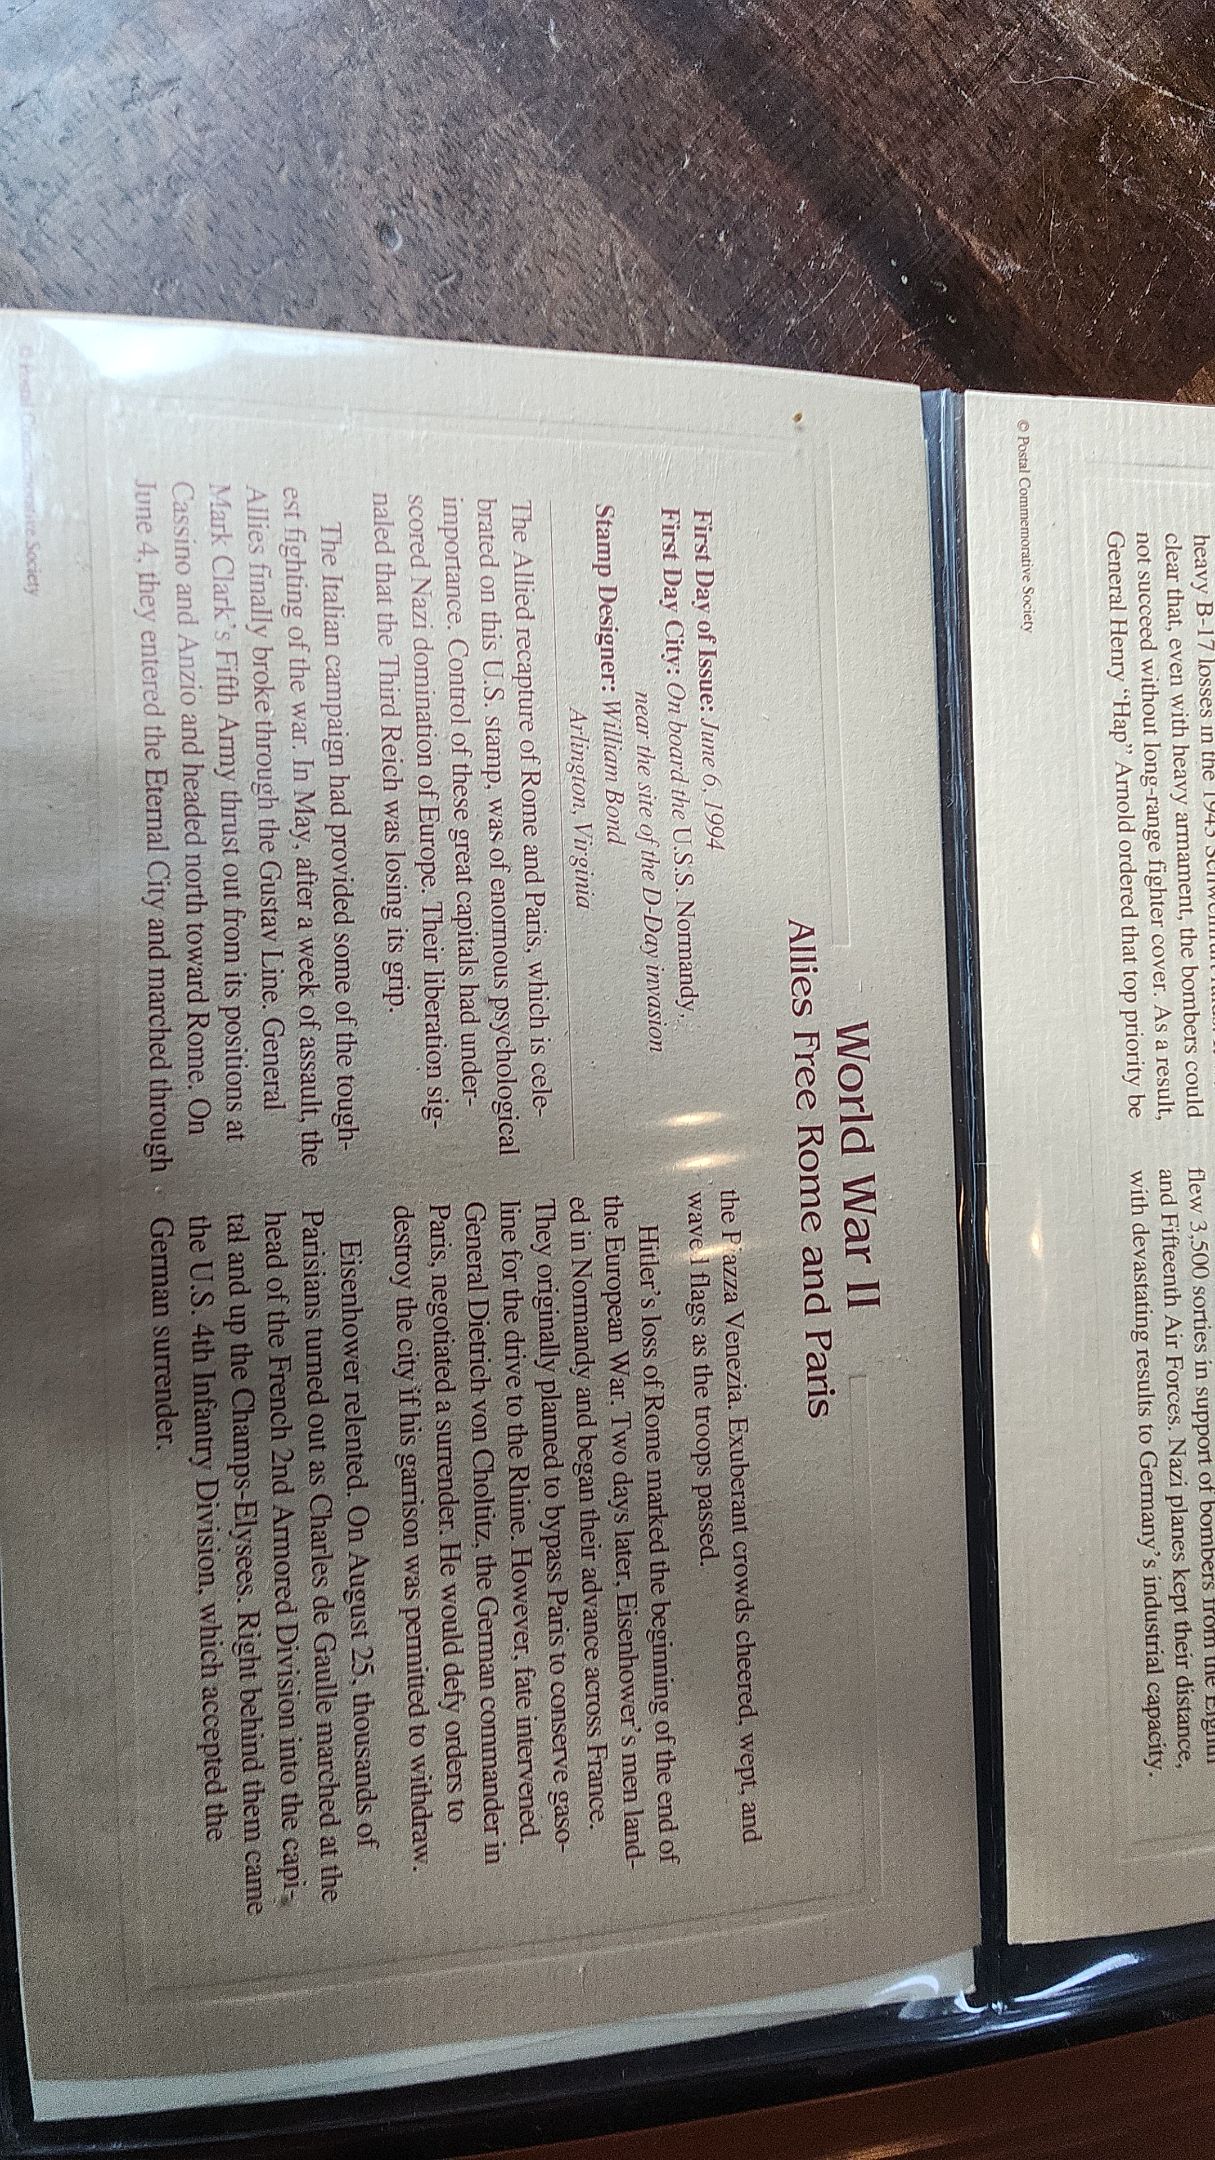 heavy B-17 losses in the 1943
clear that, even with heavy armament, the bombers could
not succeed without long-range fighter cover. As a result,
General Henry “Hap” Arnold ordered that top priority be
flew 3,500 sorties in support of bombers from the Eighth
and Fifteenth Air Forces. Nazi planes kept their distance,
with devastating results to Germany’s industrial capacity.
© Postal Commemorative Society
World War II
Allies Free Rome and Paris
First Day of Issue: June 6, 1994
First Day City: On board the U.S.S. Normandy,
near the site of the D-Day invasion
Stamp Designer: William Bond
Arlington, Virginia
The Allied recapture of Rome and Paris, which is cele-
brated on this U.S. stamp, was of enormous psychological
importance. Control of these great capitals had under-
scored Nazi domination of Europe. Their liberation sig-
naled that the Third Reich was losing its grip.
The Italian campaign had provided some of the tough-
est fighting of the war. In May, after a week of assault, the
Allies finally broke through the Gustav Line. General
Mark Clark’s Fifth Army thrust out from its positions at
Cassino and Anzio and headed north toward Rome. On
June 4, they entered the Eternal City and marched through
the Piazza Venezia. Exuberant crowds cheered, wept, and
waved flags as the troops passed.
Hitler’s loss of Rome marked the beginning of the end of
the European War. Two days later, Eisenhower’s men land-
ed in Normandy and began their advance across France.
They originally planned to bypass Paris to conserve gaso-
line for the drive to the Rhine. However, fate intervened.
General Dietrich von Choltitz, the German commander in
Paris, negotiated a surrender. He would defy orders to
destroy the city if his garrison was permitted to withdraw.
Eisenhower relented. On August 25, thousands of
Parisians turned out as Charles de Gaulle marched at the
head of the French 2nd Armored Division into the capi-
tal and up the Champs-Elysees. Right behind them came
the U.S. 4th Infantry Division, which accepted the
German surrender.
© Postal Commemorative Society